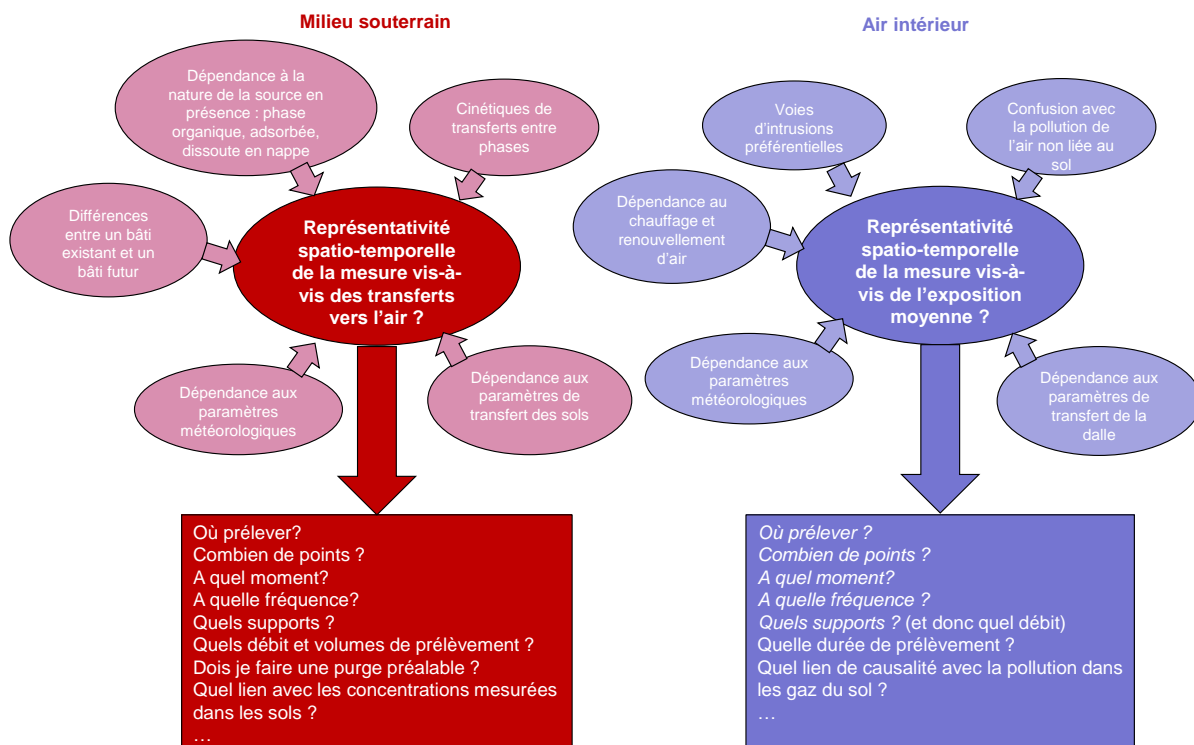 Milieu souterrain
Dépendance à la
nature de la source en
présence : phase
organique, adsorbée,
dissoute en nappe
Cinétiques de
transferts entre
phases
Différences
entre un bâti
existant et un
bâti futur
Représentativité
spatio-temporelle
de la mesure vis-à-
vis des transferts
vers l’air ?
Dépendance aux
paramètres
météorologiques
Dépendance aux
paramètres de
transfert des sols
Où prélever?
Combien de points ?
A quel moment?
A quelle fréquence?
Quels supports ?
Quels débit et volumes de prélèvement ?
Dois je faire une purge préalable ?
Quel lien avec les concentrations mesurées
dans les sols ?
…
Air intérieur
Voies
d’intrusions
préférentielles
Confusion avec
la pollution de
l’air non liée au
sol
Dépendance au
chauffage et
renouvellement
d’air
Représentativité
spatio-temporelle
de la mesure vis-à-
vis de l’exposition
moyenne ?
Dépendance aux
paramètres
météorologiques
Dépendance aux
paramètres de
transfert de la
dalle
Où prélever ?
Combien de points ?
A quel moment?
A quelle fréquence ?
Quels supports ? (et donc quel débit)
Quelle durée de prélèvement ?
Quel lien de causalité avec la pollution dans
les gaz du sol ?
…